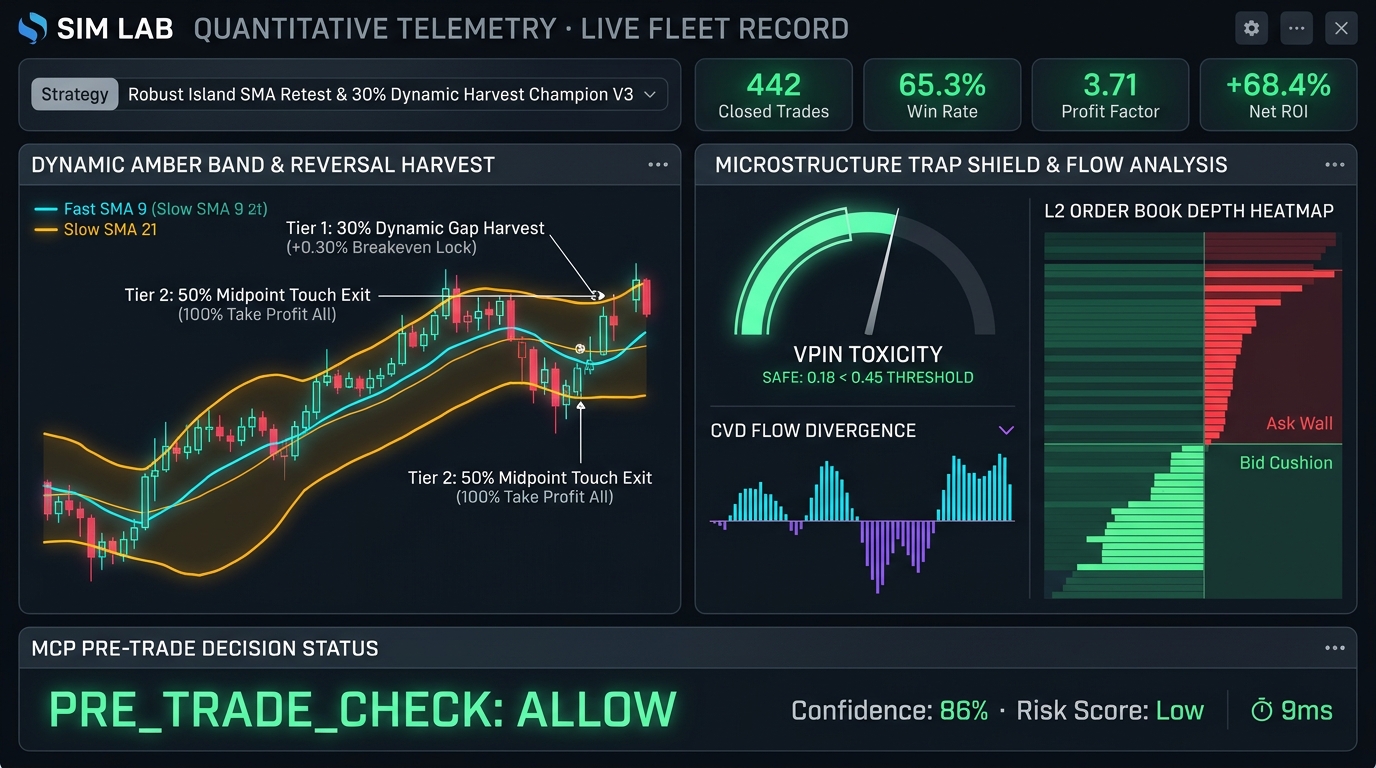 SIM LAB QUANTITATIVE TELEMETRY · LIVE FLEET RECORD
Strategy Robust Island SMA Retest & 30% Dynamic Harvest Champion V3
442
Closed Trades
65.3%
Win Rate
3.71
Profit Factor
+68.4%
Net ROI
DYNAMIC AMBER BAND & REVERSAL HARVEST
Fast SMA 9 (Slow SMA 9 2t)
Slow SMA 21
Tier 1: 30% Dynamic Gap Harvest
(+0.30% Breakeven Lock)
Tier 2: 50% Midpoint Touch Exit
(100% Take Profit All)
Tier 2: 50% Midpoint Touch Exit
(100% Take Profit All)
MICROSTRUCTURE TRAP SHIELD & FLOW ANALYSIS
VPIN TOXICITY
SAFE: 0.18 < 0.45 THRESHOLD
CVD FLOW DIVERGENCE
L2 ORDER BOOK DEPTH HEATMAP
Ask Wall
Bid Cushion
MCP PRE-TRADE DECISION STATUS
PRE_TRADE_CHECK: ALLOW
Confidence: 86% · Risk Score: Low
9ms